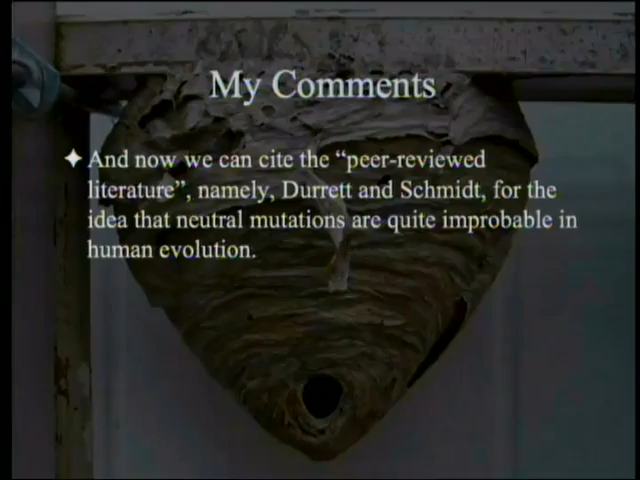 My Comments
And now we can cite the “peer-reviewed
literature”, namely, Durrett and Schmidt, for the
idea that neutral mutations are quite improbable in
human evolution.